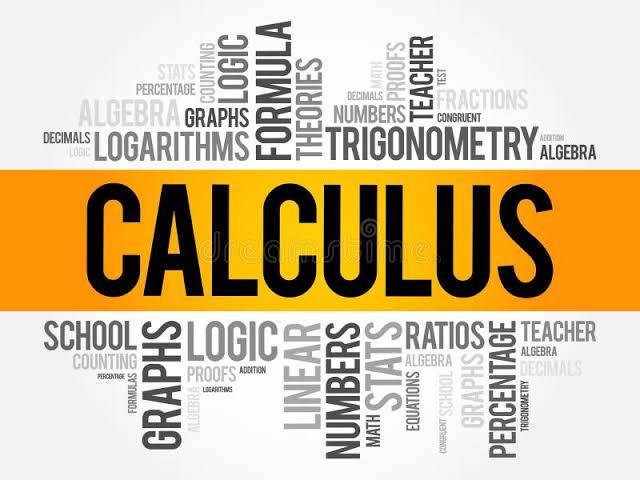 STATS
PERCENTAGE
COUNTING
LOGIC
FORMULA
THEORIES
ALGEBRA
GRAPHS
DECIMALS
LOGIC
LOGARITHMS
DECIMALS
MATH
PROOFS
TEACHER
TEST
FRACTIONS
NUMBERS
CONGRUENT
TRIGONOMETRY
ADDITION
ALGEBRA
CALCULUS
dreamstime
SCHOOL
COUNTING
PERCENTAGE
FORMULAS
GRAPHS
LOGIC
PROOFS
ADDITION
ALGEBRA
LOGARITHMS
LINEAR
NUMBERS
MATH
STATS
RATIOS
ALGEBRA
EQUATIONS
CONGRUENT
SCHOOL
GRAPHS
PERCENTAGE
TEACHER
ALGEBRA
DECIMALS
TRIGONOMETRY